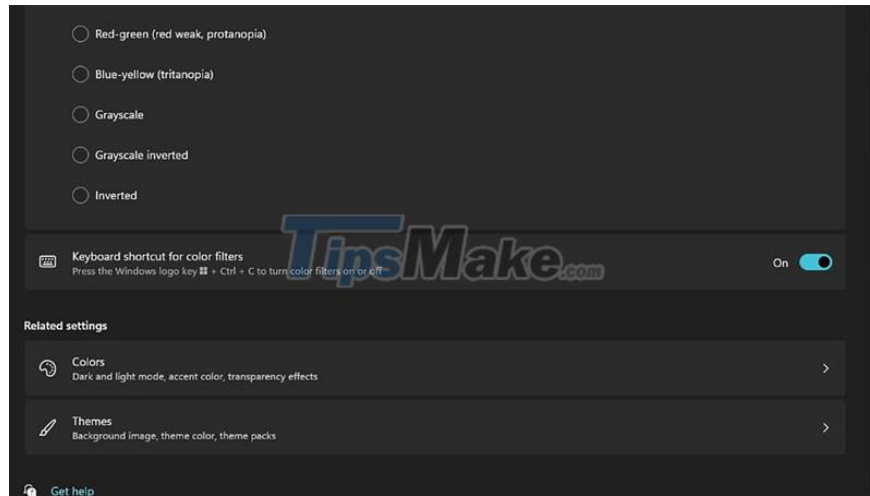 Red-green (red weak, protanopia)
Blue-yellow (tritanopia)
Grayscale
Grayscale inverted
Inverted
Keyboard shortcut for color filters
Press the Windows logo key + Ctrl + C to turn color filters on or off
On
TipsMake.com
Related settings
Colors
Dark and light mode, accent color, transparency effects
Themes
Background image, theme color, theme packs
Get help